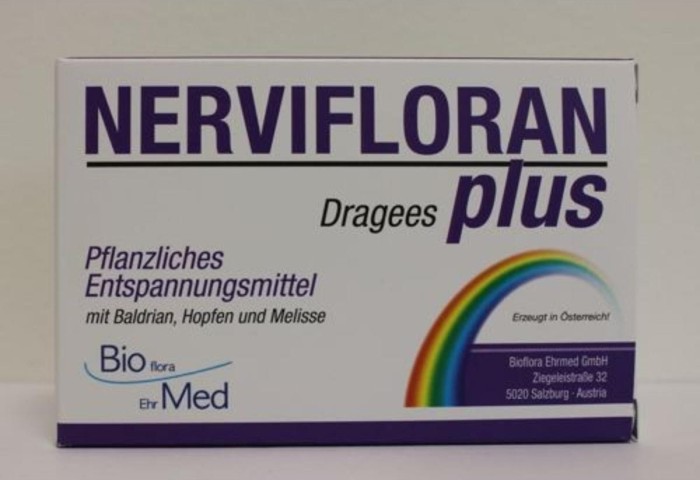 NERVIFLORAN
Dragees plus
Pflanzliches
Entspannungsmittel
mit Baldrian, Hopfen und Melisse
Bio flora
Ehr Med
Erzeugt in Österreich!
Bioflora Ehrmed GmbH
Ziegeleistraße 32
5020 Salzburg · Austria